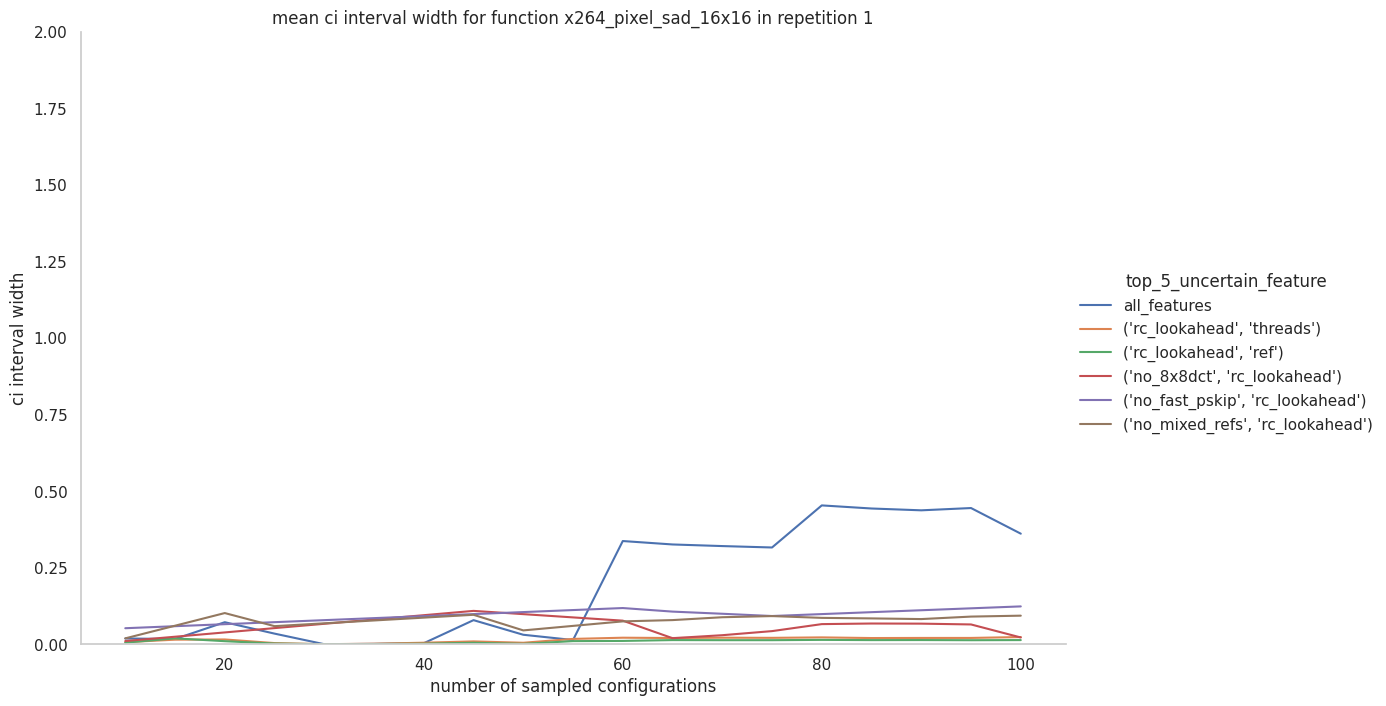 mean ci interval width for function x264_pixel_sad_16x16 in repetition 1
2.00
1.75
1.50
1.25
1.00
0.75
0.50
0.25
0.00
ci interval width
20
40
60
80
100
number of sampled configurations
top_5_uncertain_feature
all_features
('rc_lookahead', 'threads')
('rc_lookahead', 'ref')
('no_8x8dct', 'rc_lookahead')
('no_fast_pskip', 'rc_lookahead')
('no_mixed_refs', 'rc_lookahead')